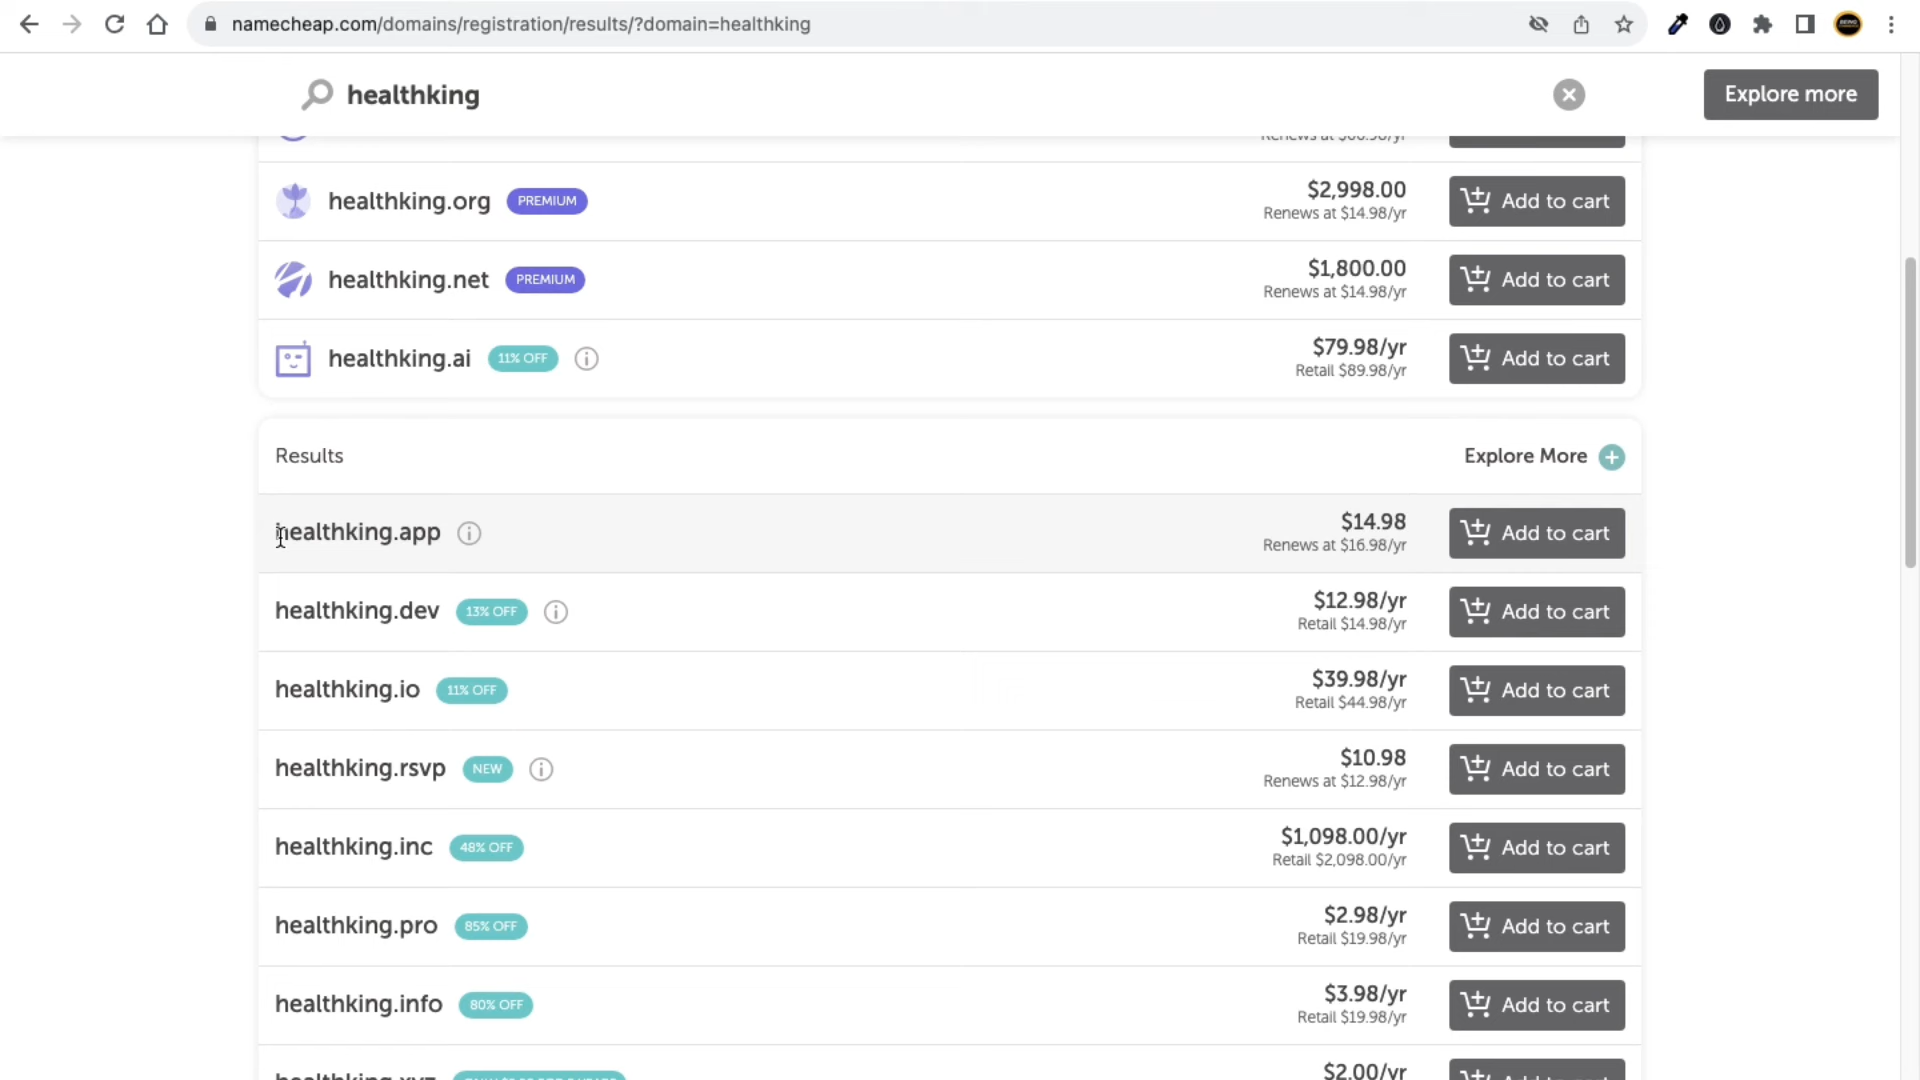 namecheap.com/domains/registration/results/?domain=healthking
healthking
Explore more
healthking.org PREMIUM $2,998.00 Add to cart
Renews at $14.98/yr
healthking.net PREMIUM $1,800.00 Add to cart
Renews at $14.98/yr
healthking.ai 11% OFF $79.98/yr Add to cart
Retail $89.98/yr
Results Explore More
healthking.app $14.98 Add to cart
Renews at $16.98/yr
healthking.dev 13% OFF $12.98/yr Add to cart
Retail $14.98/yr
healthking.io 11% OFF $39.98/yr Add to cart
Retail $44.98/yr
healthking.rsvp NEW $10.98 Add to cart
Renews at $12.98/yr
healthking.inc 48% OFF $1,098.00/yr Add to cart
Retail $2,098.00/yr
healthking.pro 85% OFF $2.98/yr Add to cart
Retail $19.98/yr
healthking.info 80% OFF $3.98/yr Add to cart
Retail $19.98/yr
healthking.xyz $2.00/yr